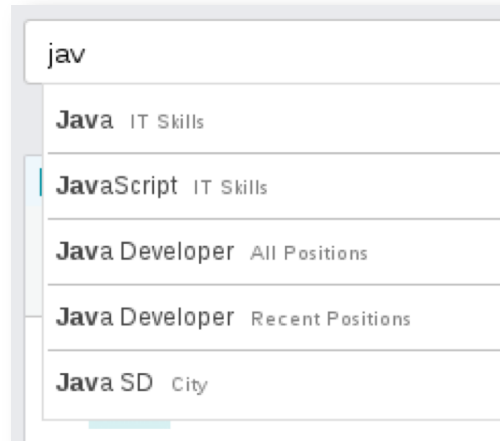 jav
Java IT Skills
JavaScript IT Skills
Java Developer All Positions
Java Developer Recent Positions
Java SD City